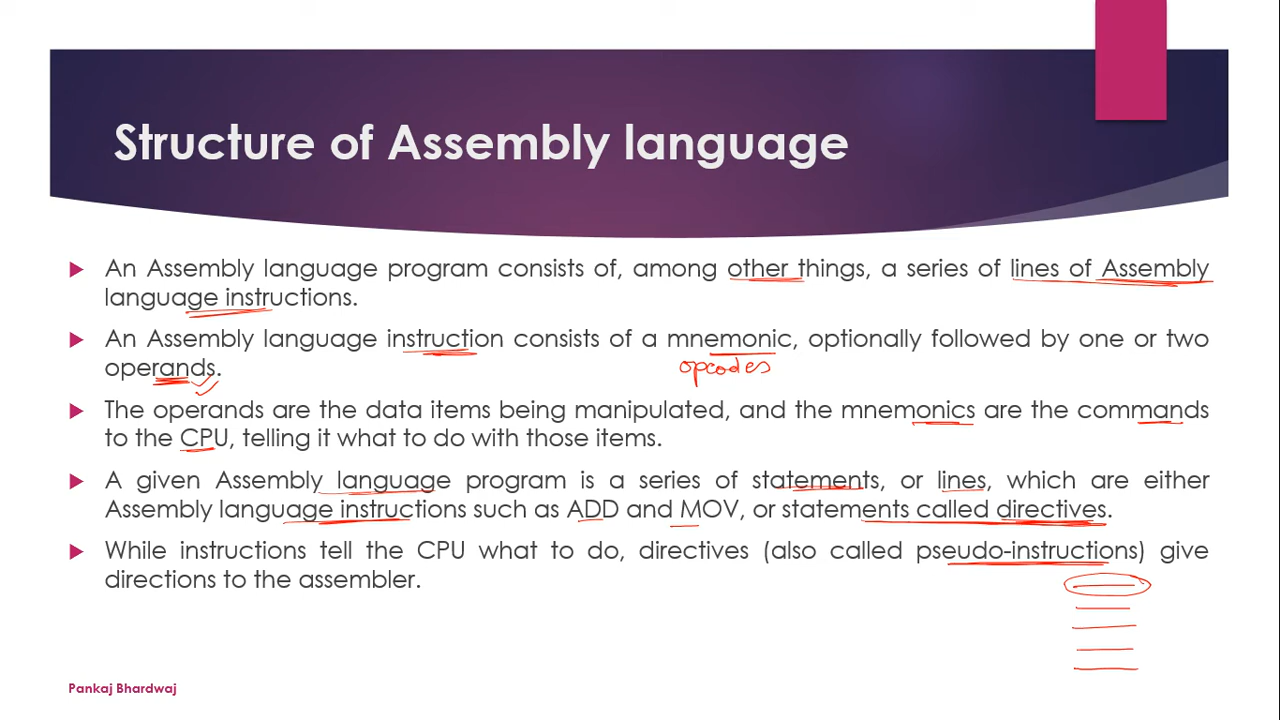 Structure of Assembly language
An Assembly language program consists of, among other things, a series of lines of Assembly
language instructions.
An Assembly language instruction consists of a mnemonic, optionally followed by one or two
operands.
opcodes
The operands are the data items being manipulated, and the mnemonics are the commands
to the CPU, telling it what to do with those items.
A given Assembly language program is a series of statements, or lines, which are either
Assembly language instructions such as ADD and MOV, or statements called directives.
While instructions tell the CPU what to do, directives (also called pseudo-instructions) give
directions to the assembler.
Pankaj Bhardwaj